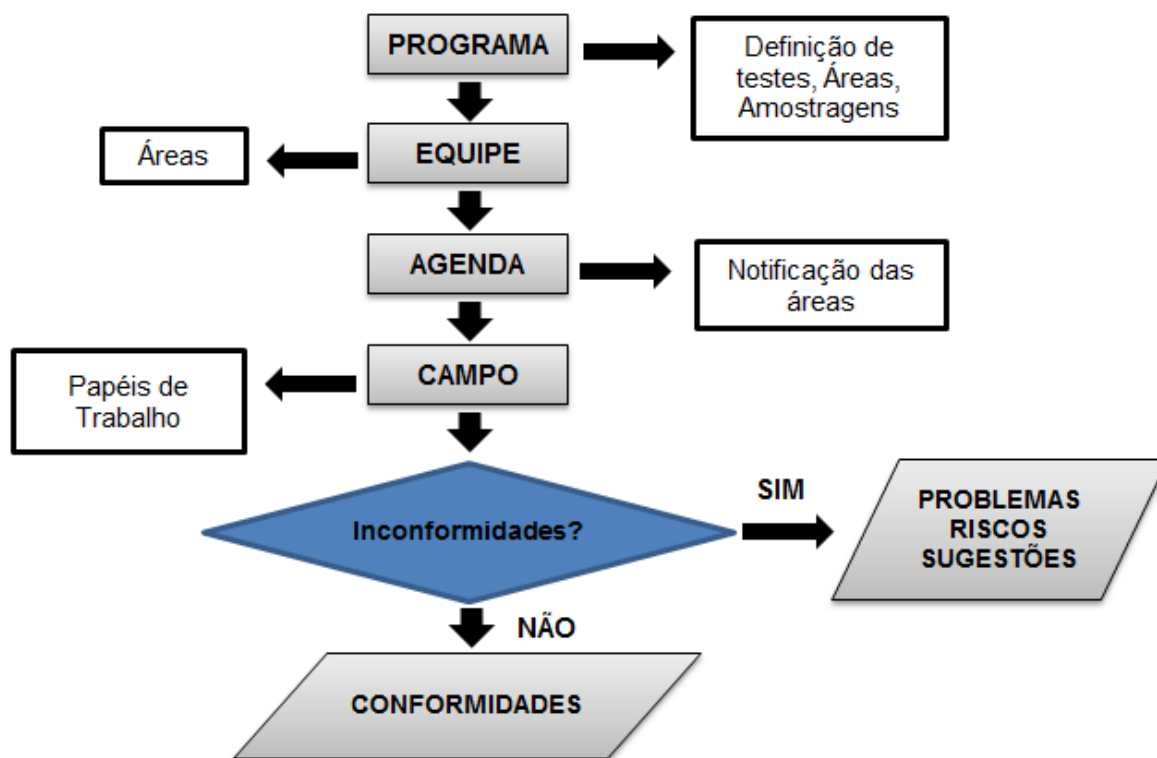 PROGRAMA
Definição de
testes, Áreas,
Amostragens
Áreas
EQUIPE
AGENDA
Notificação das
áreas
Papéis de
Trabalho
CAMPO
Inconformidades?
SIM
PROBLEMAS
RISCOS
SUGESTÕES
NÃO
CONFORMIDADES